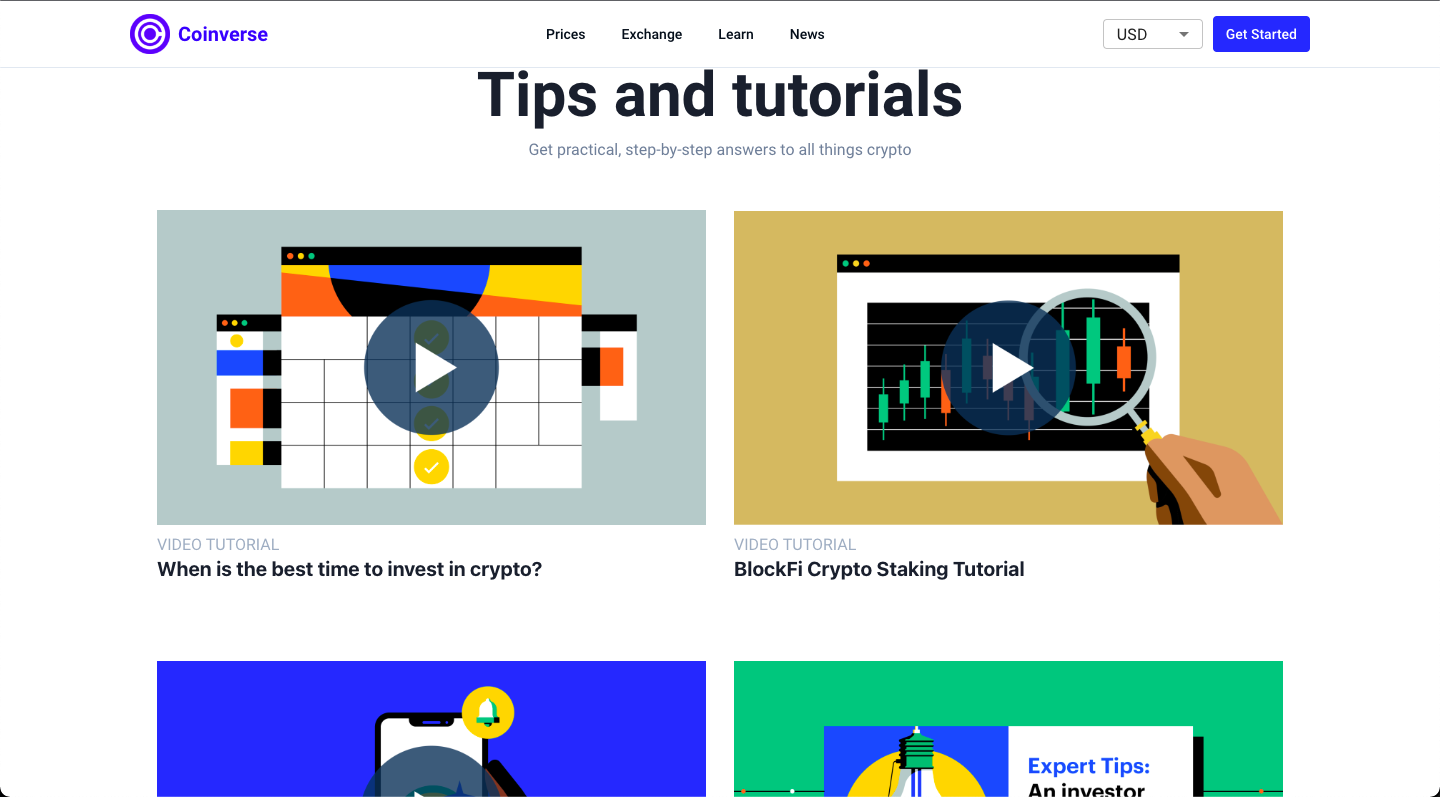 Coinverse
Prices
Exchange
Learn
News
USD
Get Started
Tips and tutorials
Get practical, step-by-step answers to all things crypto
VIDEO TUTORIAL
When is the best time to invest in crypto?
VIDEO TUTORIAL
BlockFi Crypto Staking Tutorial
Expert Tips:
An investor